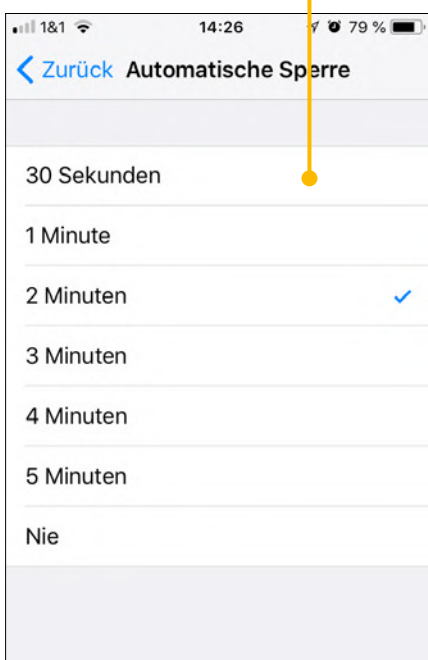 1&1 14:26 79 %
Zurück Automatische Sperre
30 Sekunden
1 Minute
2 Minuten
3 Minuten
4 Minuten
5 Minuten
Nie